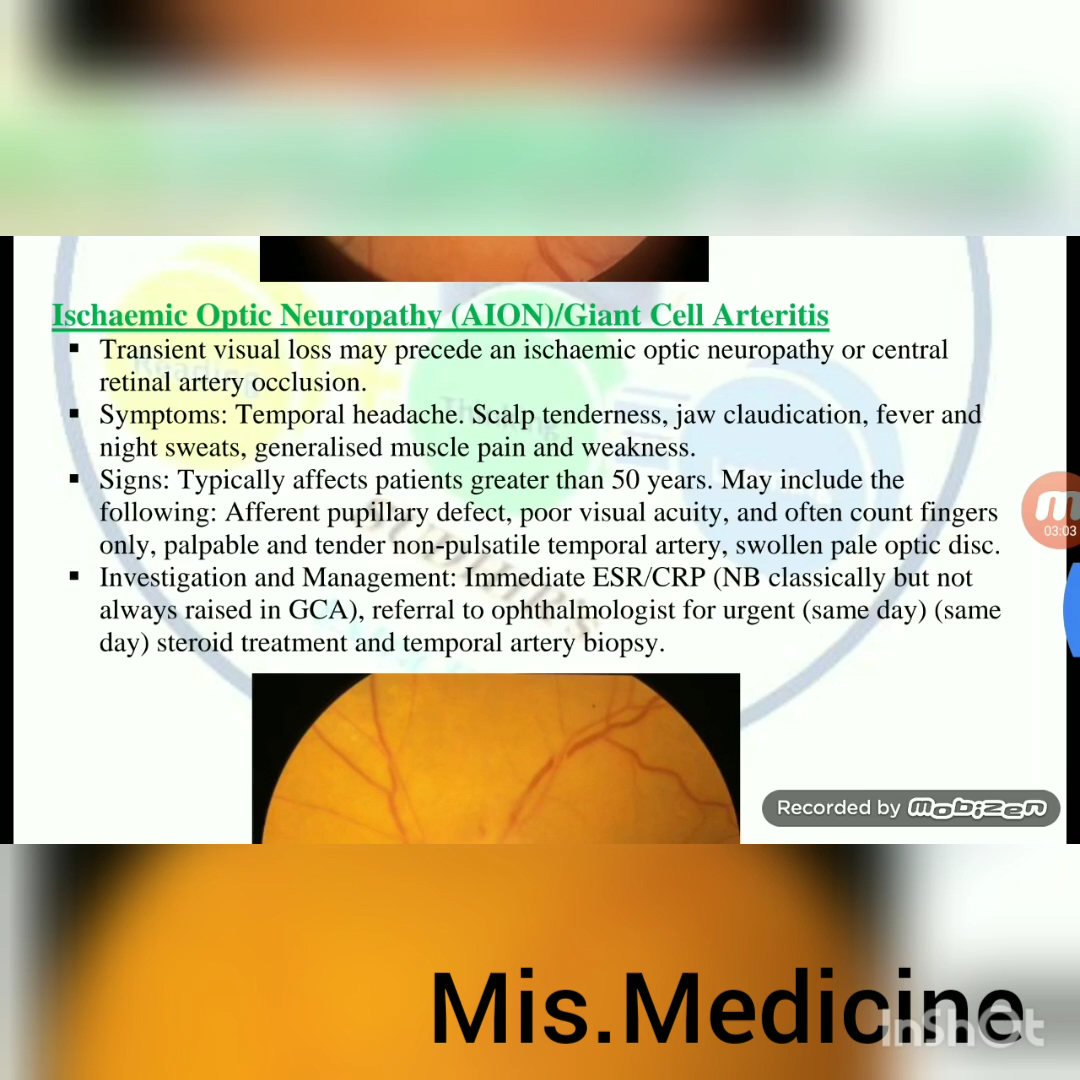 Ischaemic Optic Neuropathy (AION)/Giant Cell Arteritis
▪ Transient visual loss may precede an ischaemic optic neuropathy or central
retinal artery occlusion.
▪ Symptoms: Temporal headache. Scalp tenderness, jaw claudication, fever and
night sweats, generalised muscle pain and weakness.
▪ Signs: Typically affects patients greater than 50 years. May include the
following: Afferent pupillary defect, poor visual acuity, and often count fingers
only, palpable and tender non-pulsatile temporal artery, swollen pale optic disc.
▪ Investigation and Management: Immediate ESR/CRP (NB classically but not
always raised in GCA), referral to ophthalmologist for urgent (same day) (same
day) steroid treatment and temporal artery biopsy.
03:03
Recorded by mobizen
Mis.Medicine
InShOt